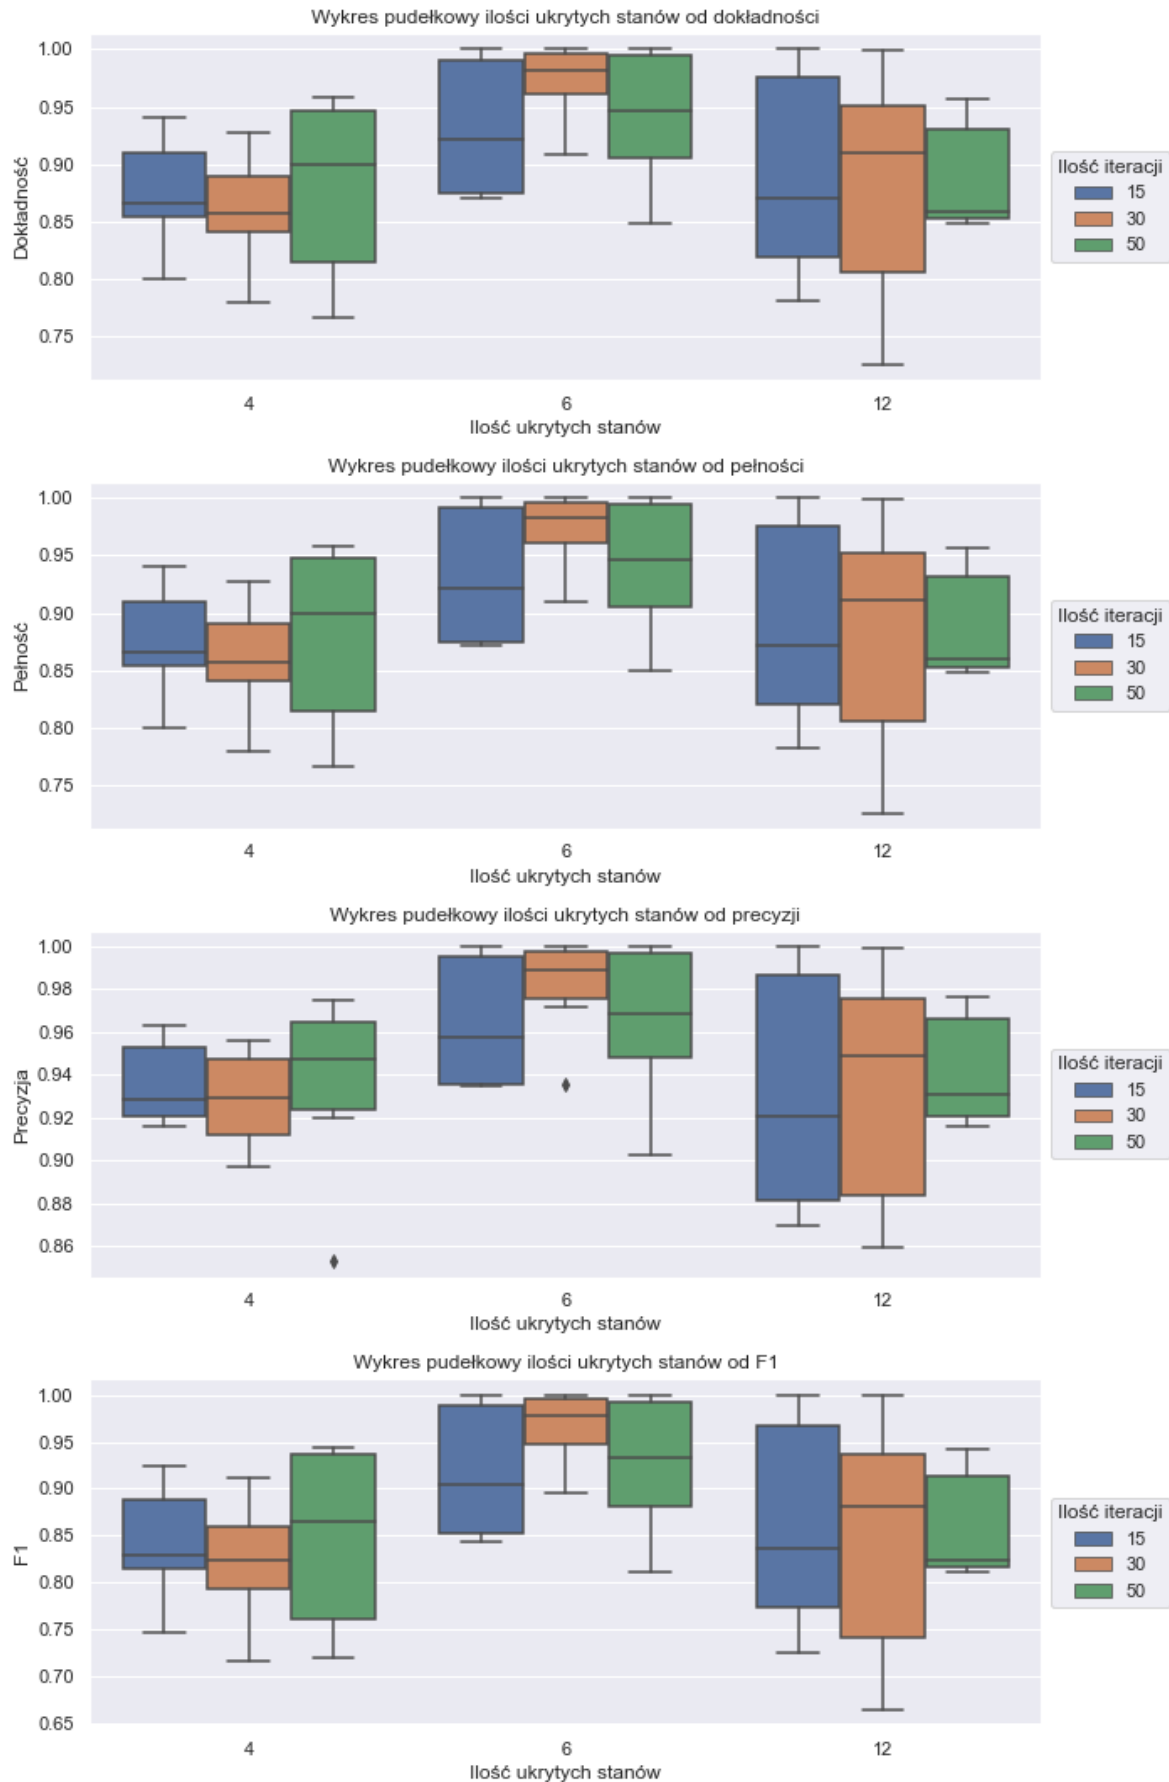 Wykres pudełkowy ilości ukrytych stanów od dokładności
1.00
0.95
0.90
0.85
0.80
0.75
Dokładność
4 6 12
Ilość ukrytych stanów
Ilość iteracji
15
30
50
Wykres pudełkowy ilości ukrytych stanów od pełności
1.00
0.95
0.90
0.85
0.80
0.75
Pełność
4 6 12
Ilość ukrytych stanów
Ilość iteracji
15
30
50
Wykres pudełkowy ilości ukrytych stanów od precyzji
1.00
0.98
0.96
0.94
0.92
0.90
0.88
0.86
Precyzja
4 6 12
Ilość ukrytych stanów
Ilość iteracji
15
30
50
Wykres pudełkowy ilości ukrytych stanów od F1
1.00
0.95
0.90
0.85
0.80
0.75
0.70
0.65
F1
4 6 12
Ilość ukrytych stanów
Ilość iteracji
15
30
50